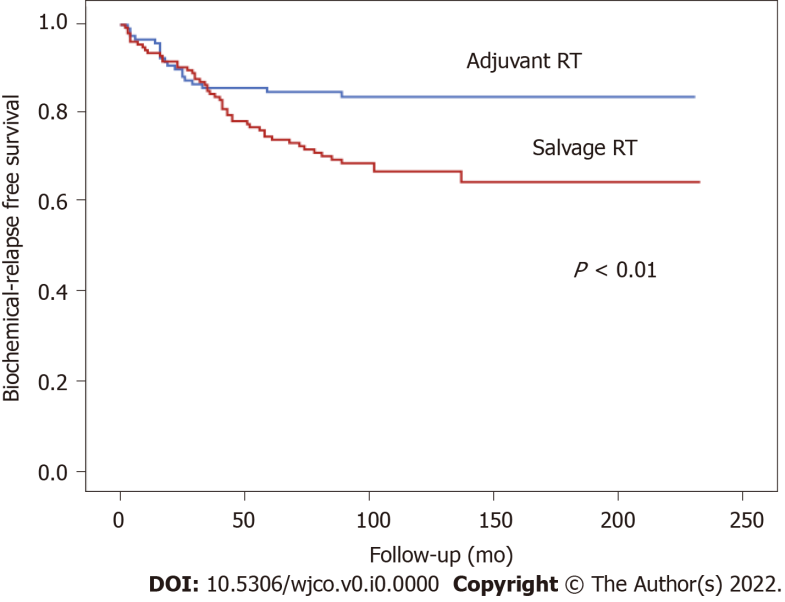 1.0
0.8
0.6
0.4
0.2
0.0
Biochemical-relapse free survival
Adjuvant RT
Salvage RT
P < 0.01
0 50 100 150 200 250
Follow-up (mo)
DOI: 10.5306/wjco.v0.i0.0000 Copyright © The Author(s) 2022.